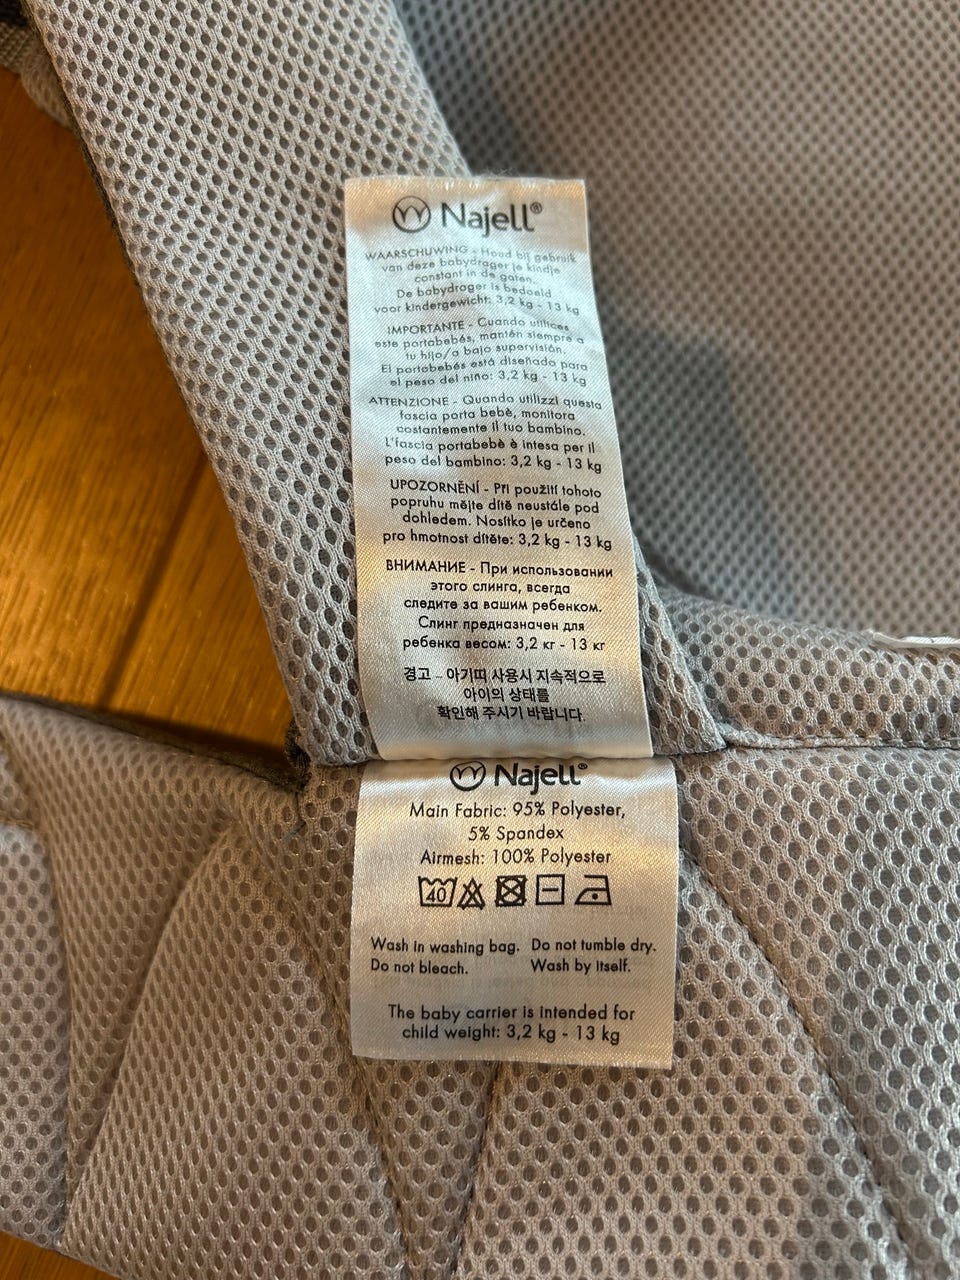 Najell®
WAARSCHUWING - Houd bij gebruik
van deze babydrager je kindje
constant in de gaten.
De babydrager is bedoeld
voor kindergewicht: 3,2 kg - 13 kg
IMPORTANTE - Cuando utilices
este portabebés, mantén siempre a
tu hijo/a bajo supervisión.
El portabebés está diseñado para
el peso del niño: 3,2 kg - 13 kg
ATTENZIONE - Quando utilizzi questa
fascia porta bebè, monitora
costantemente il tuo bambino.
L'fascia portabebè è intesa per il
peso del bambino: 3,2 kg - 13 kg
UPOZORNĚNÍ - Při použití tohoto
popruhu mějte dítě neustále pod
dohledem. Nosítko je určeno
pro hmotnost dítěte: 3,2 kg - 13 kg
ВНИМАНИЕ - При использовании
этого слинга, всегда
следите за вашим ребенком.
Слинг предназначен для
ребенка весом: 3,2 кг - 13 кг
경고 - 아기띠 사용시 지속적으로
아이의 상태를
확인해 주시기 바랍니다.
Najell®
Main Fabric: 95% Polyester,
5% Spandex
Airmesh: 100% Polyester
40
Wash in washing bag. Do not tumble dry.
Do not bleach. Wash by itself.
The baby carrier is intended for
child weight: 3,2 kg - 13 kg